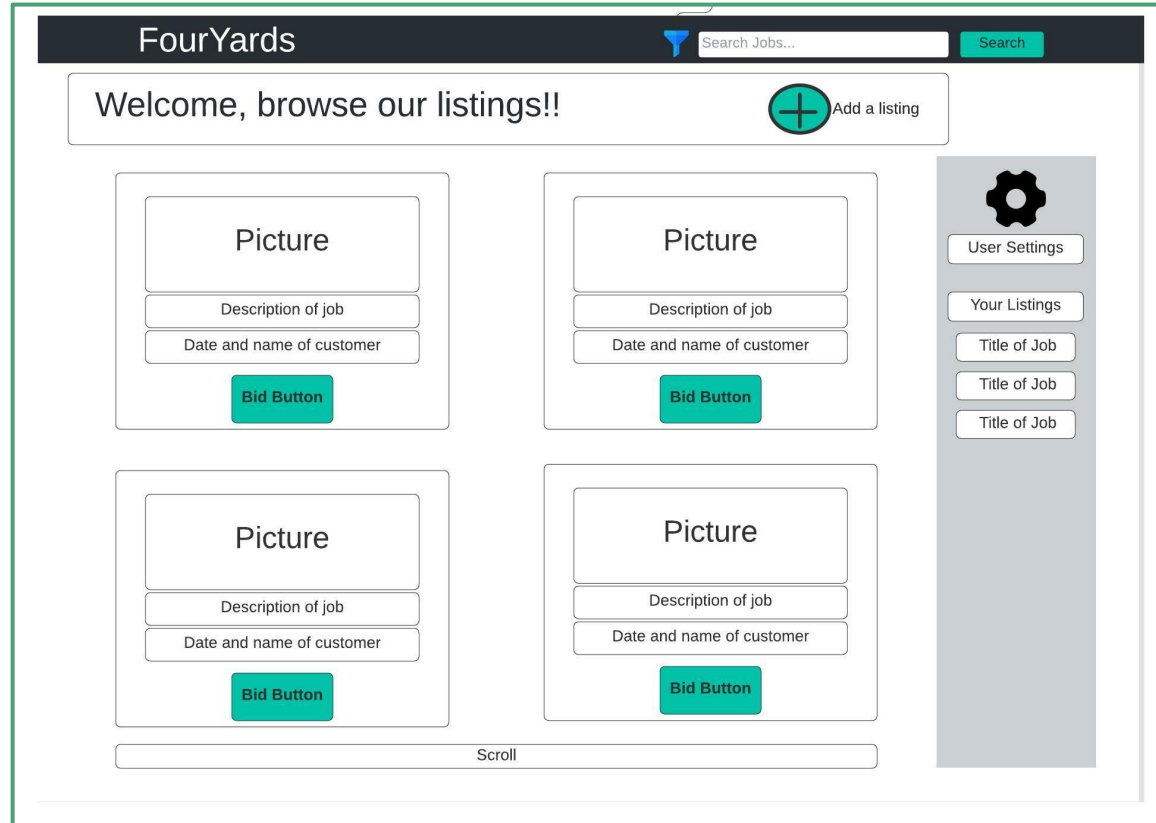 FourYards
Search Jobs...
Search
Welcome, browse our listings!!
Add a listing
Picture
Description of job
Date and name of customer
Bid Button
Picture
Description of job
Date and name of customer
Bid Button
Picture
Description of job
Date and name of customer
Bid Button
Picture
Description of job
Date and name of customer
Bid Button
Scroll
User Settings
Your Listings
Title of Job
Title of Job
Title of Job